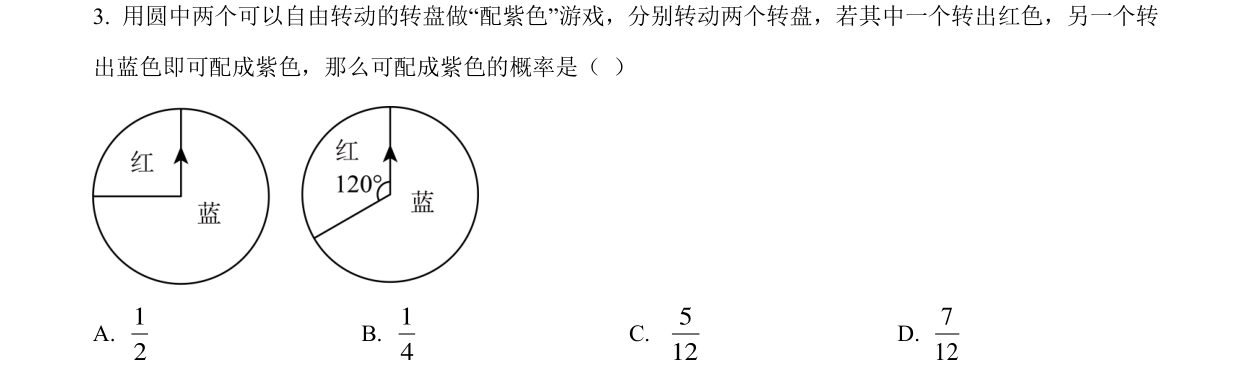 3. 用圆中两个可以自由转动的转盘做“配紫色”游戏，分别转动两个转盘，若其中一个转出红色，另一个转
出蓝色即可配成紫色，那么可配成紫色的概率是（ ）
红
蓝
红
120°
蓝
A. 1/2 B. 1/4 C. 5/12 D. 7/12